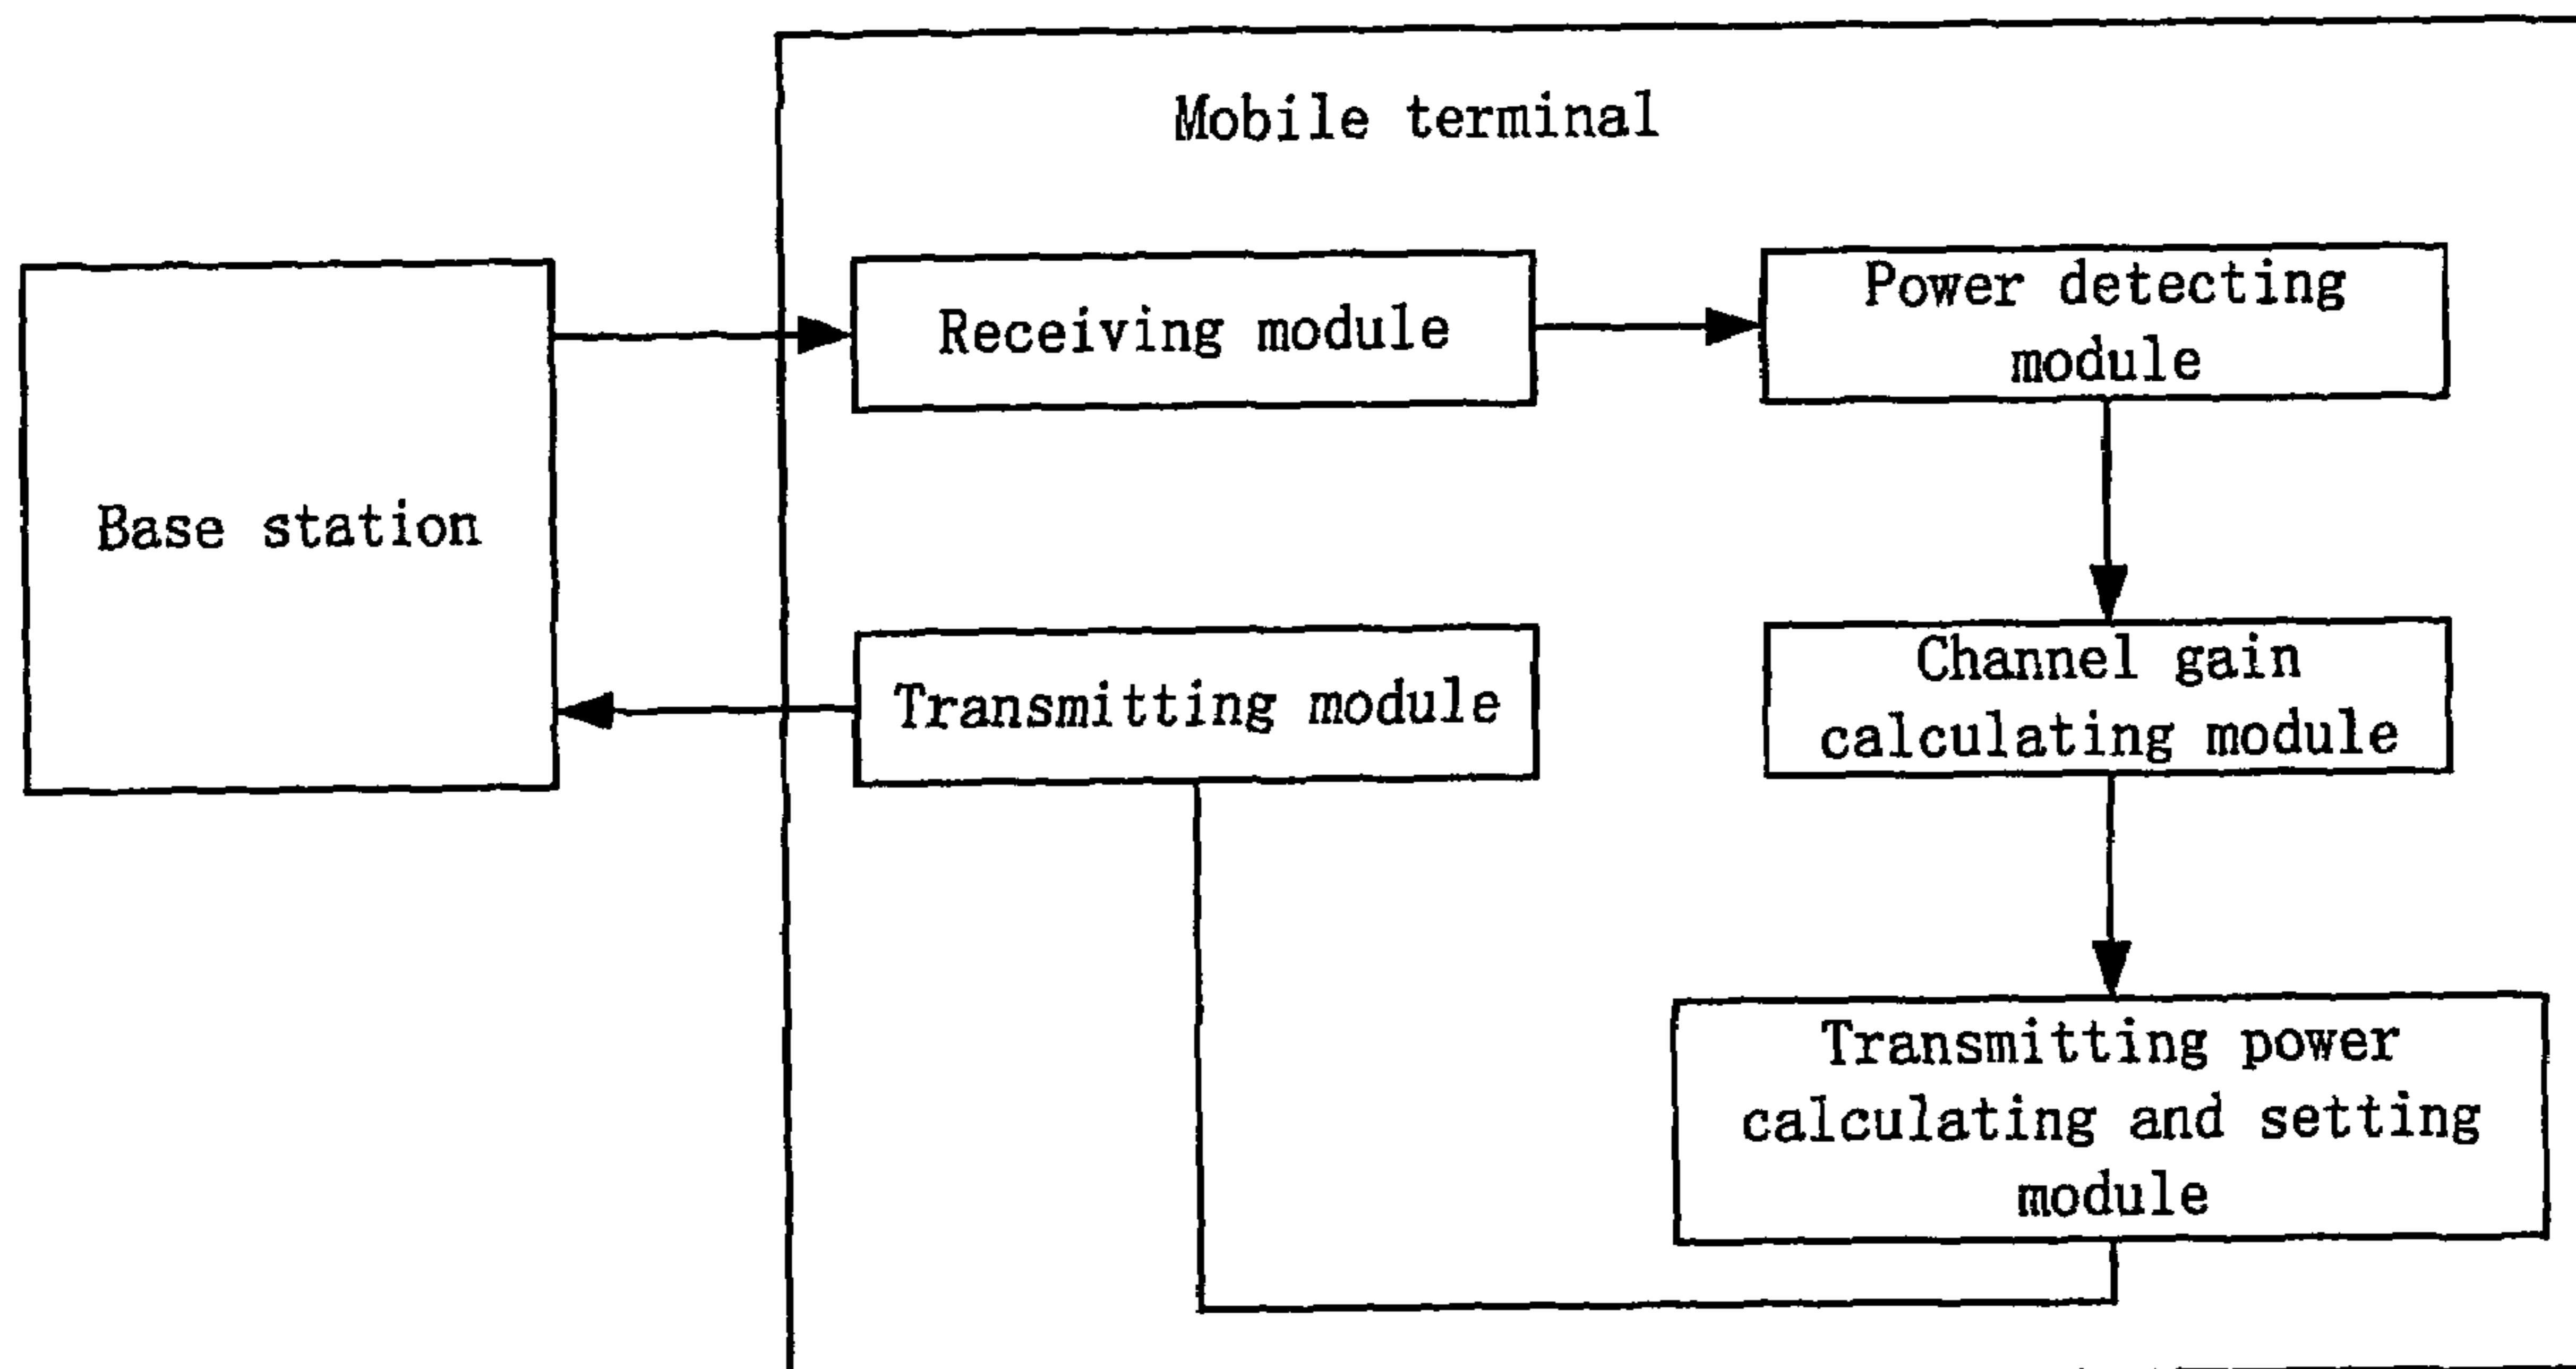 Mobile terminal
Base station
Receiving module
Power detecting
module
Transmitting module
Channel gain
calculating module
Transmitting power
calculating and setting
module